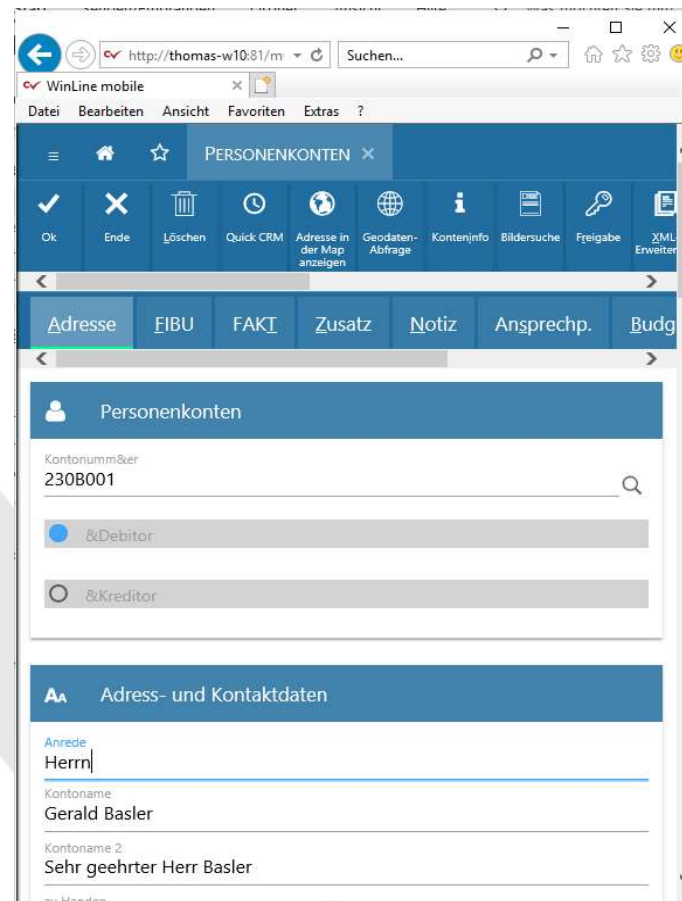 http://thomas-w10:81/m
Suchen...
WinLine mobile
Datei Bearbeiten Ansicht Favoriten Extras ?
PERSONENKONTEN
Ok Ende Löschen Quick CRM Adresse in der Map anzeigen Geodaten-Abfrage Konteninfo Bildersuche Freigabe XML-Erweiter
Adresse FIBU FAKT Zusatz Notiz Ansprechp. Budg
Personenkonten
Kontonumm&er
230B001
&Debitor
&Kreditor
AA Adress- und Kontaktdaten
Anrede
Herrn
Kontoname
Gerald Basler
Kontoname 2
Sehr geehrter Herr Basler
zu Handen